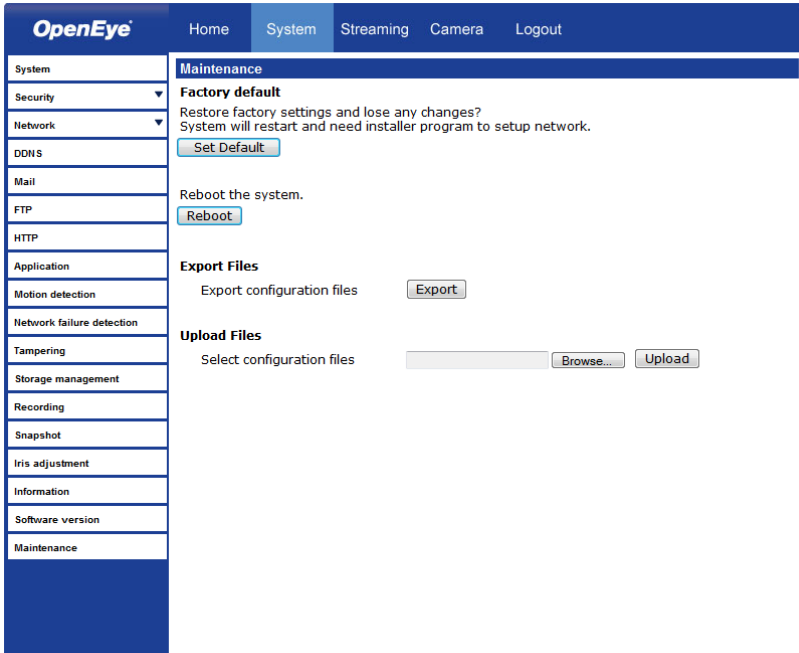 OpenEye
Home System Streaming Camera Logout
System
Security
Network
DDNS
Mail
FTP
HTTP
Application
Motion detection
Network failure detection
Tampering
Storage management
Recording
Snapshot
Iris adjustment
Information
Software version
Maintenance
Maintenance
Factory default
Restore factory settings and lose any changes?
System will restart and need installer program to setup network.
Set Default
Reboot the system.
Reboot
Export Files
Export configuration files Export
Upload Files
Select configuration files Browse... Upload